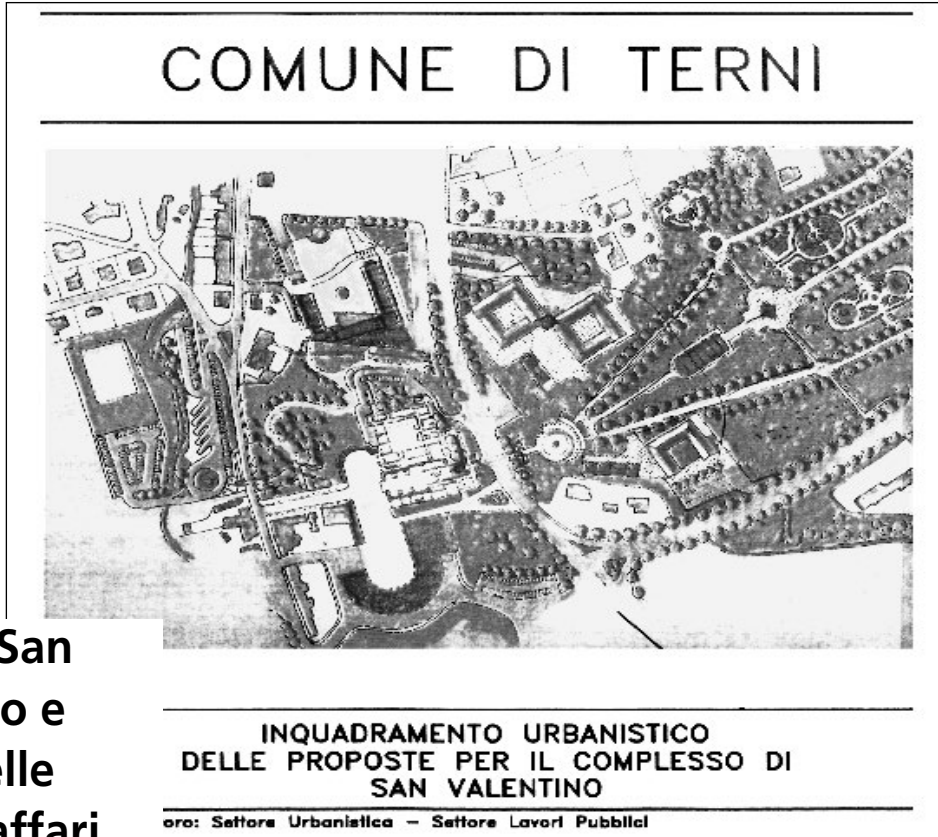 COMUNE DI TERNI
San
o e
elle
affari
INQUADRAMENTO URBANISTICO
DELLE PROPOSTE PER IL COMPLESSO DI
SAN VALENTINO
oro: Settore Urbanistica – Settore Lavori Pubblici